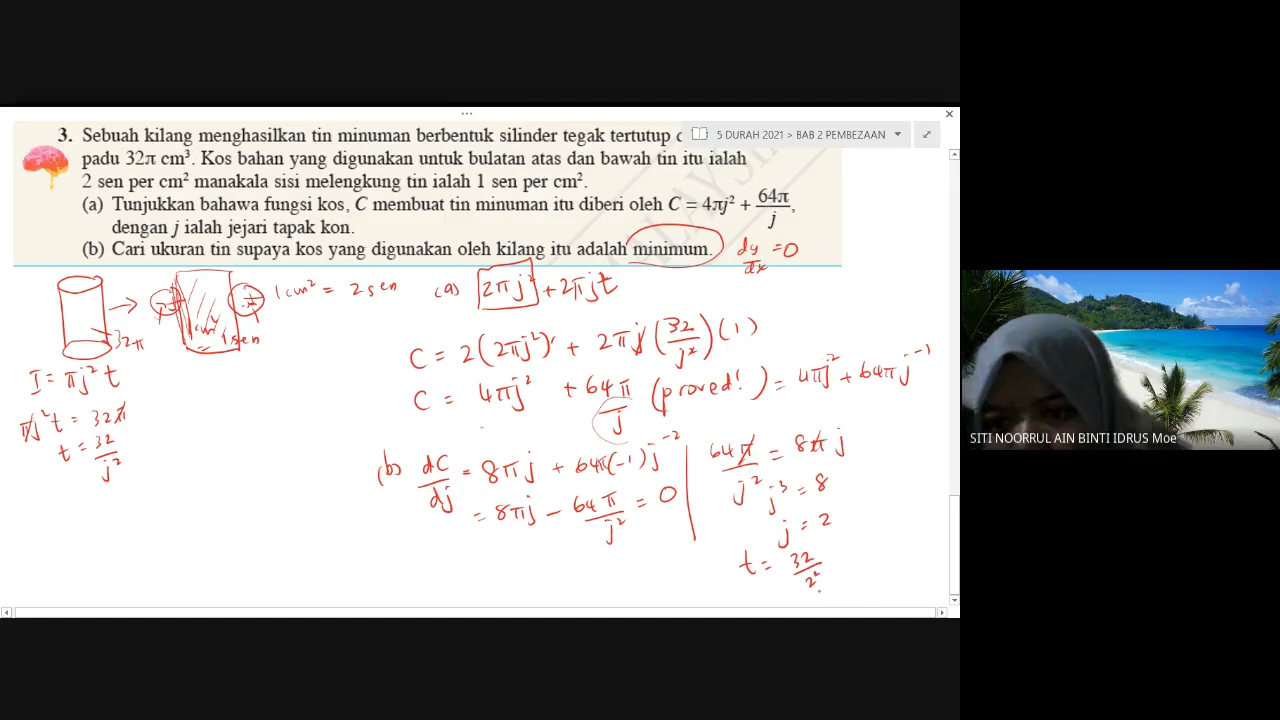 3. Sebuah kilang menghasilkan tin minuman berbentuk silinder tegak tertutup
5 DURAH 2021 > BAB 2 PEMBEZAAN
padu 32π cm³. Kos bahan yang digunakan untuk bulatan atas dan bawah tin itu ialah
2 sen per cm² manakala sisi melengkung tin ialah 1 sen per cm².
(a) Tunjukkan bahawa fungsi kos, C membuat tin minuman itu diberi oleh C = 4πj² + 64π/j,
dengan j ialah jejari tapak kon.
(b) Cari ukuran tin supaya kos yang digunakan oleh kilang itu adalah minimum.
dy/dx = 0
32π
1 sen
1 cm² = 2 sen
I = πj²t
πj²t = 32π
t = 32/j²
(a) 2πj² + 2πjt
C = 2(2πj²) + 2πj(32/j²)(1)
C = 4πj² + 64π/j (proved!) = 4πj² + 64πj⁻¹
(b) dC/dj = 8πj + 64π(-1)j⁻²
= 8πj - 64π/j² = 0
64π/j² = 8πj
j³ = 8
j = 2
t = 32/2²
SITI NOORRUL AIN BINTI IDRUS Moe